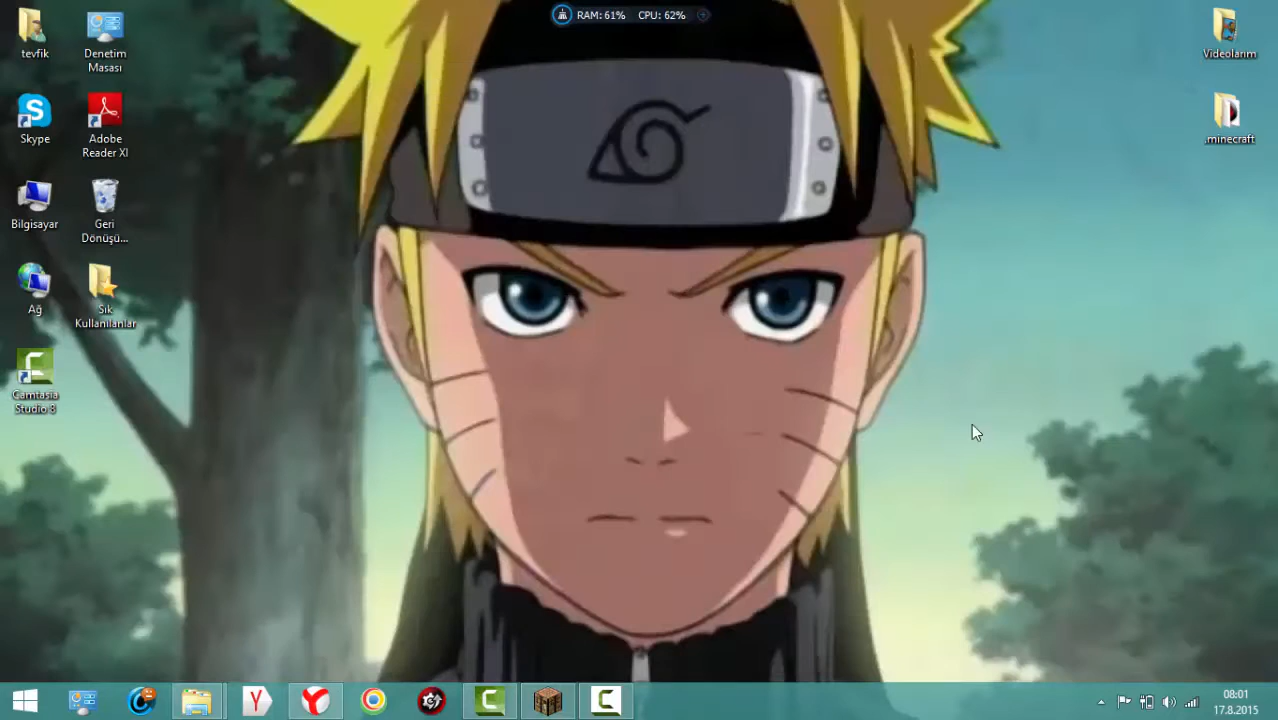 RAM: 61% CPU: 62%
tevfik
Denetim
Masası
Skype
Adobe
Reader XI
Bilgisayar
Geri
Dönüşü...
Ağ
Sık
Kullanılanlar
Camtasia
Studio 8
Videolarım
.minecraft
08:01
17.8.2015